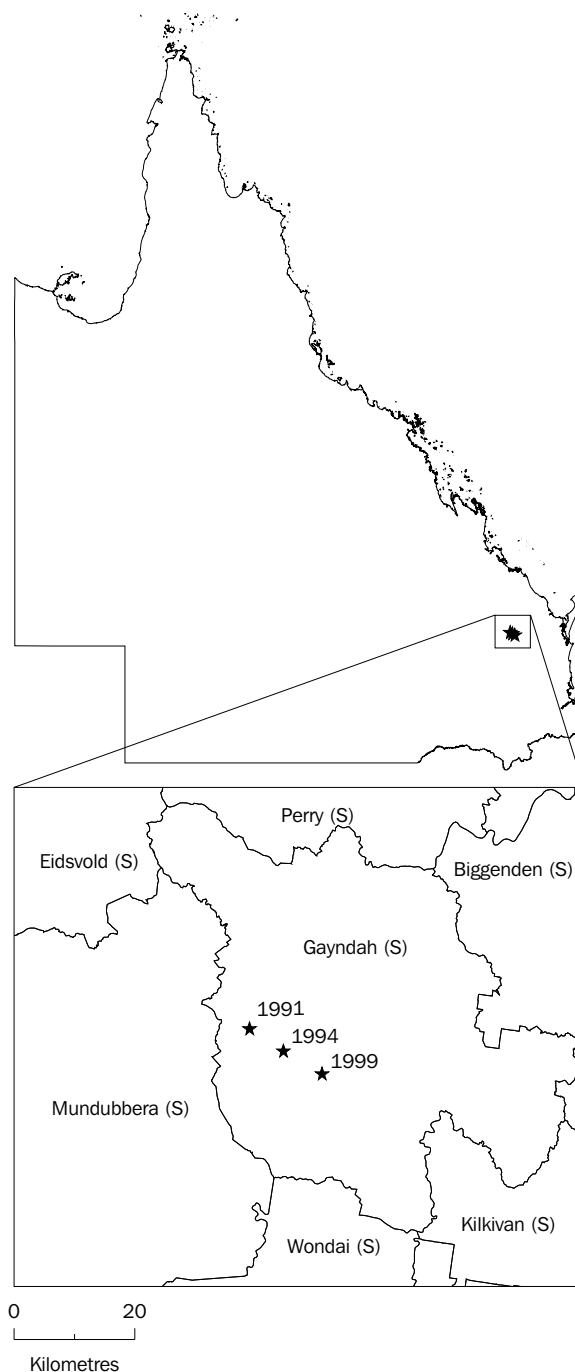 Perry (S)
Eidsvold (S)
Biggenden (S)
Gayndah (S)
1991
1994
1999
Mundubbera (S)
Kilkivan (S)
Wondai (S)
0 20
Kilometres